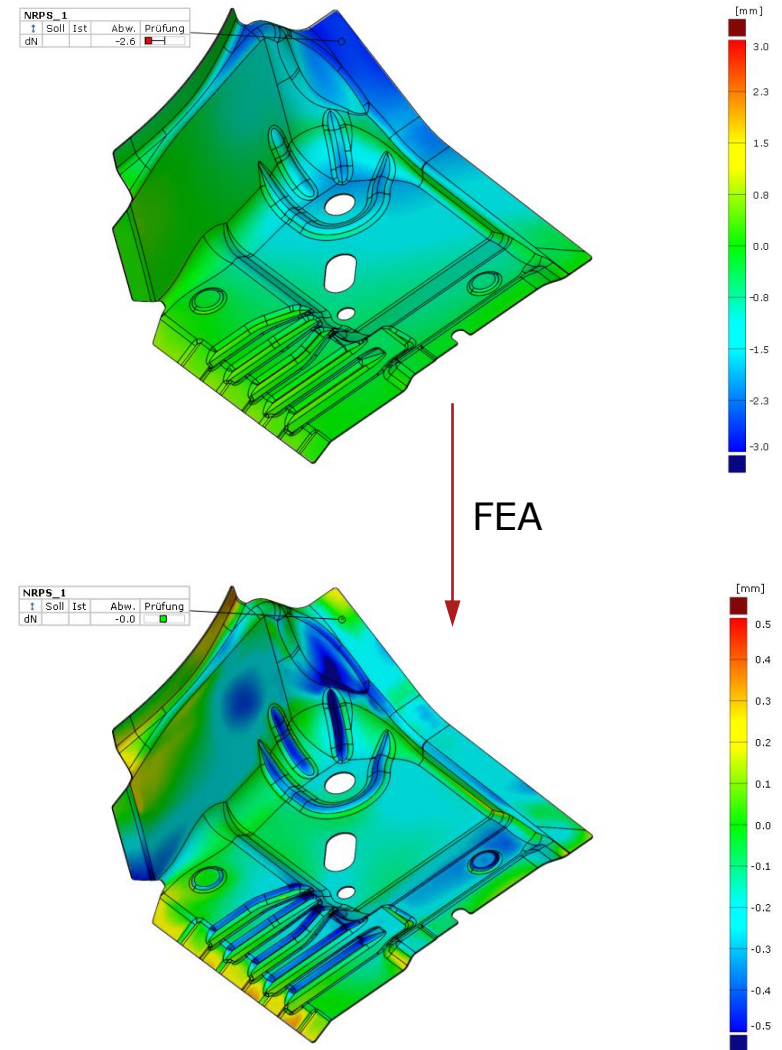 NRPS_1
↕ Soll Ist Abw. Prüfung
dN -2.6
[mm]
3.0
2.3
1.5
0.8
0.0
-0.8
-1.5
-2.3
-3.0
FEA
NRPS_1
↕ Soll Ist Abw. Prüfung
dN -0.0
[mm]
0.5
0.4
0.3
0.2
0.1
0.0
-0.1
-0.2
-0.3
-0.4
-0.5